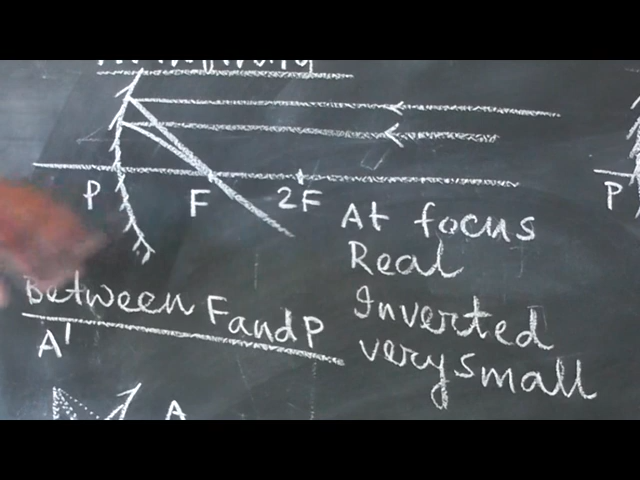 P F 2F P
At focus
Real
Inverted
very small
Between F and P
A'
A